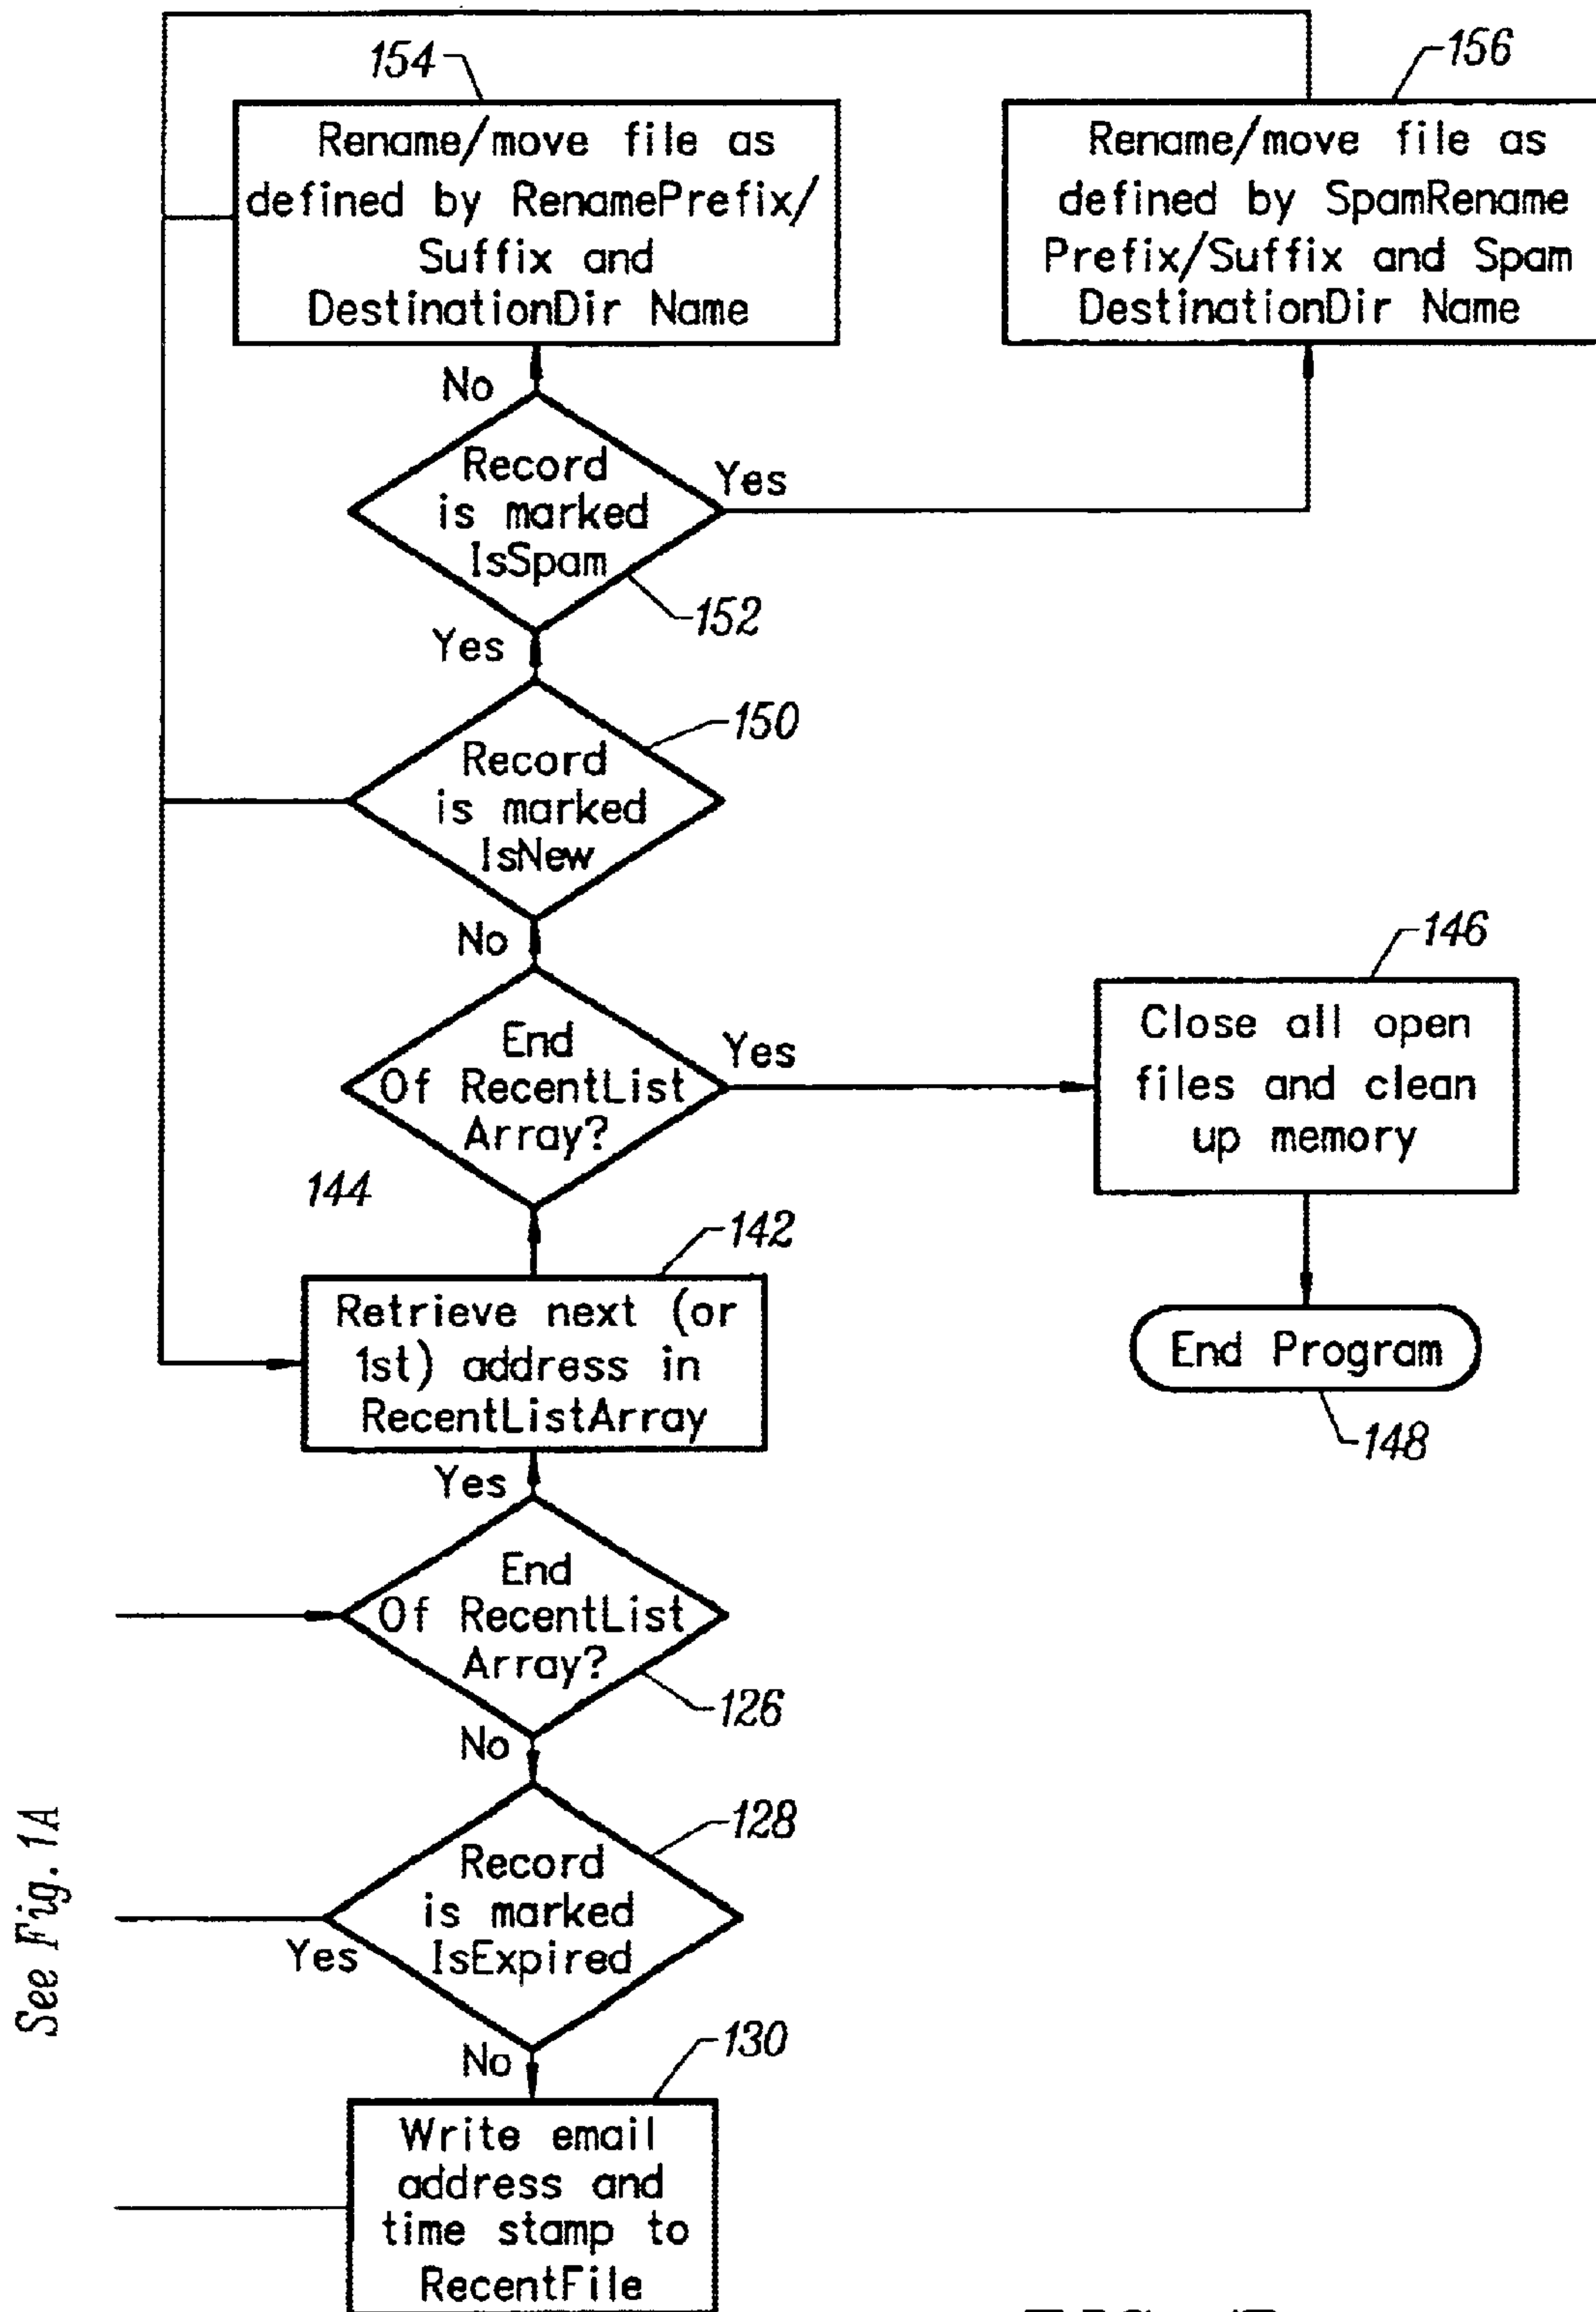 154
156
Rename/move file as
defined by RenamePrefix/
Suffix and
DestinationDir Name
Rename/move file as
defined by SpamRename
Prefix/Suffix and Spam
DestinationDir Name
No
Record
is marked
IsSpam
Yes
152
Yes
150
Record
is marked
IsNew
No
146
End
Of RecentList
Array?
Yes
Close all open
files and clean
up memory
144
142
Retrieve next (or
1st) address in
RecentListArray
End Program
148
Yes
End
Of RecentList
Array?
126
No
See Fig. 1A
128
Record
is marked
IsExpired
Yes
No
130
Write email
address and
time stamp to
RecentFile